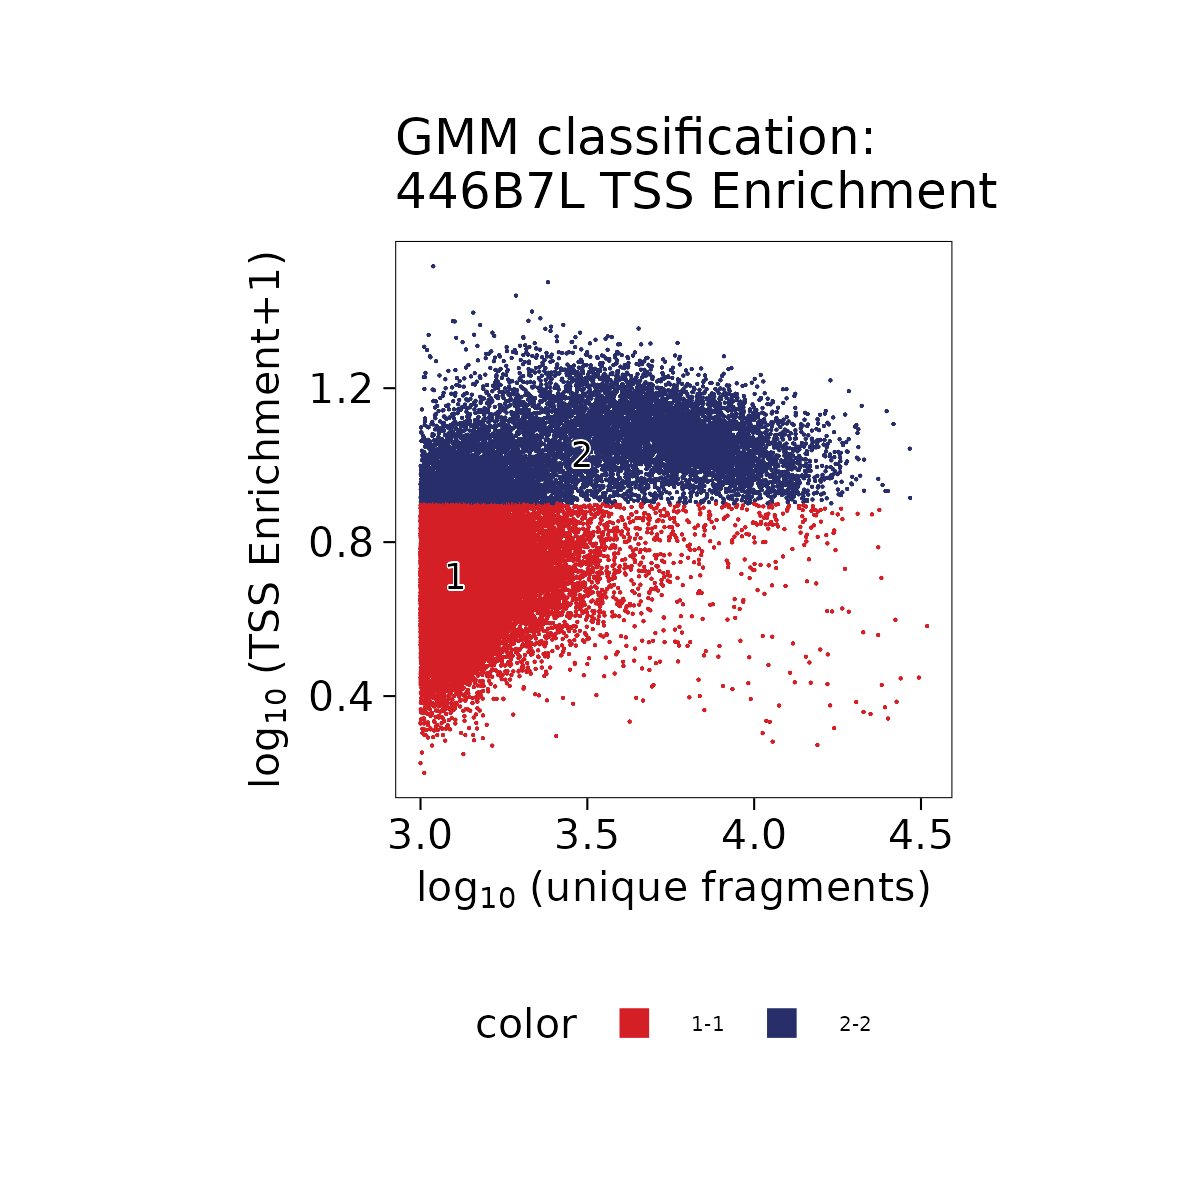 GMM classification:
446B7L TSS Enrichment
log10 (TSS Enrichment+1)
1.2
0.8
0.4
2
1
3.0 3.5 4.0 4.5
log10 (unique fragments)
color 1-1 2-2